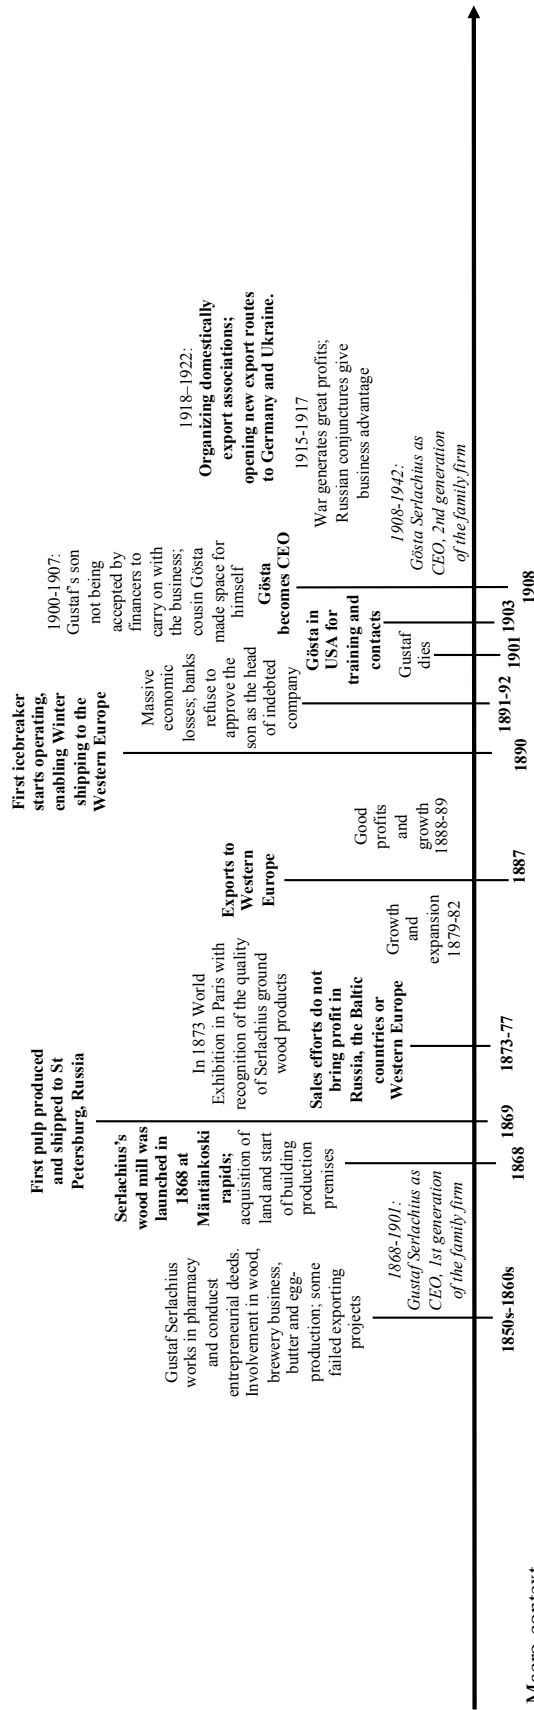 Gustaf Serlachius
works in pharmacy
and conducst
entrepreneurial deeds.
Involvement in wood,
brewery business,
butter and egg-
production; some
failed exporting
projects
1850s-1860s
1868-1901:
Gustaf Serlachius as
CEO, 1st generation
of the family firm
Serlachius's
wood mill was
launched in
1868 at
Mäntänkoski
rapids;
acquisition of
land and start
of building
production
premises
1868
First pulp produced
and shipped to St
Petersburg, Russia
1869
In 1873 World
Exhibition in Paris with
recognition of the quality
of Serlachius ground
wood products
Sales efforts do not
bring profit in
Russia, the Baltic
countries or
Western Europe
1873-77
Growth
and
expansion
1879-82
Exports to
Western
Europe
1887
Good
profits
and
growth
1888-89
First icebreaker
starts operating,
enabling Winter
shipping to the
Western Europe
1890
Massive
economic
losses; banks
refuse to
approve the
son as the head
of indebted
company
1891-92
Gustaf
dies
1901
Gösta in
USA for
training and
contacts
1903
1900-1907:
Gustaf's son
not being
accepted by
financers to
carry on with
the business;
cousin Gösta
made space for
himself
Gösta
becomes CEO
1908
1908-1942:
Gösta Serlachius as
CEO, 2nd generation
of the family firm
1915-1917
War generates great profits;
Russian conjunctures give
business advantage
1918–1922:
Organizing domestically
export associations;
opening new export routes
to Germany and Ukraine.
Macro context